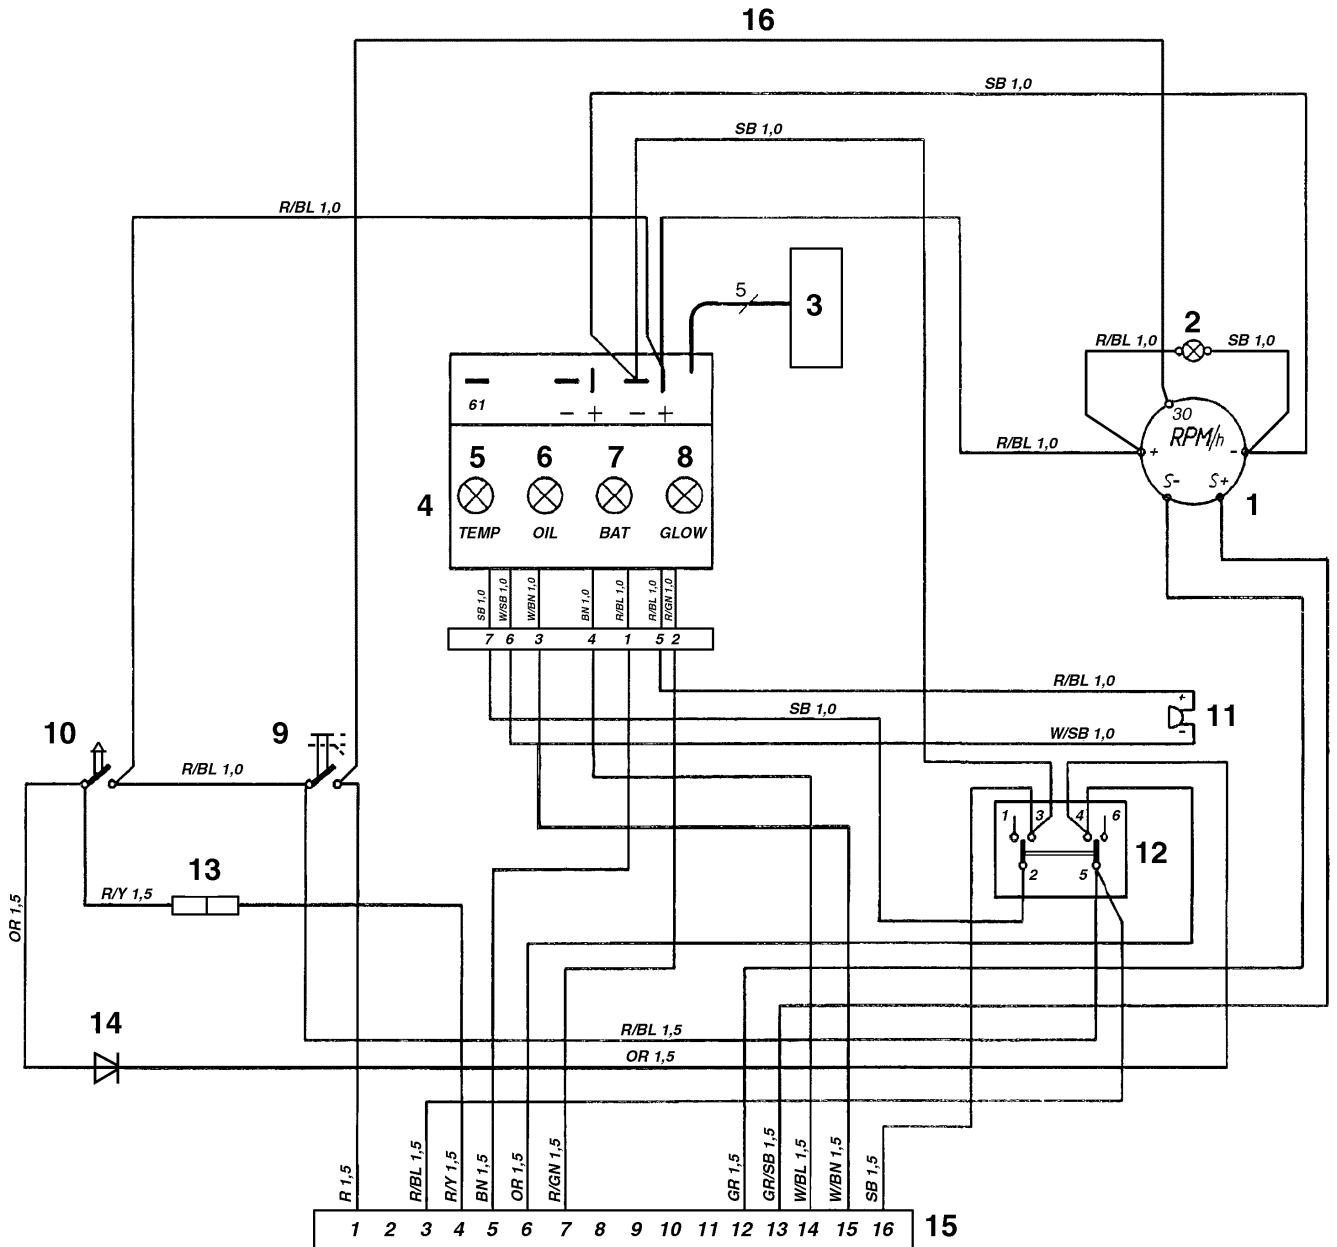 16
SB 1,0
SB 1,0
R/BL 1,0
5
3
2
R/BL 1,0
SB 1,0
61
− + − +
30
RPM/h
R/BL 1,0
+ -
S- S+
1
5 6 7 8
4
TEMP OIL BAT GLOW
SB 1,0
W/SB 1,0
W/BN 1,0
BN 1,0
R/BL 1,0
R/BL 1,0
R/GN 1,0
7 6 3 4 1 5 2
R/BL 1,0
+
11
-
SB 1,0
W/SB 1,0
10
9
R/BL 1,0
1 3 4 6
12
2 5
13
R/Y 1,5
OR 1,5
14
R/BL 1,5
OR 1,5
R 1,5
R/BL 1,5
R/Y 1,5
BN 1,5
OR 1,5
R/GN 1,5
GR 1,5
GR/SB 1,5
W/BL 1,5
W/BN 1,5
SB 1,5
1 2 3 4 5 6 7 8 9 10 11 12 13 14 15 16
15